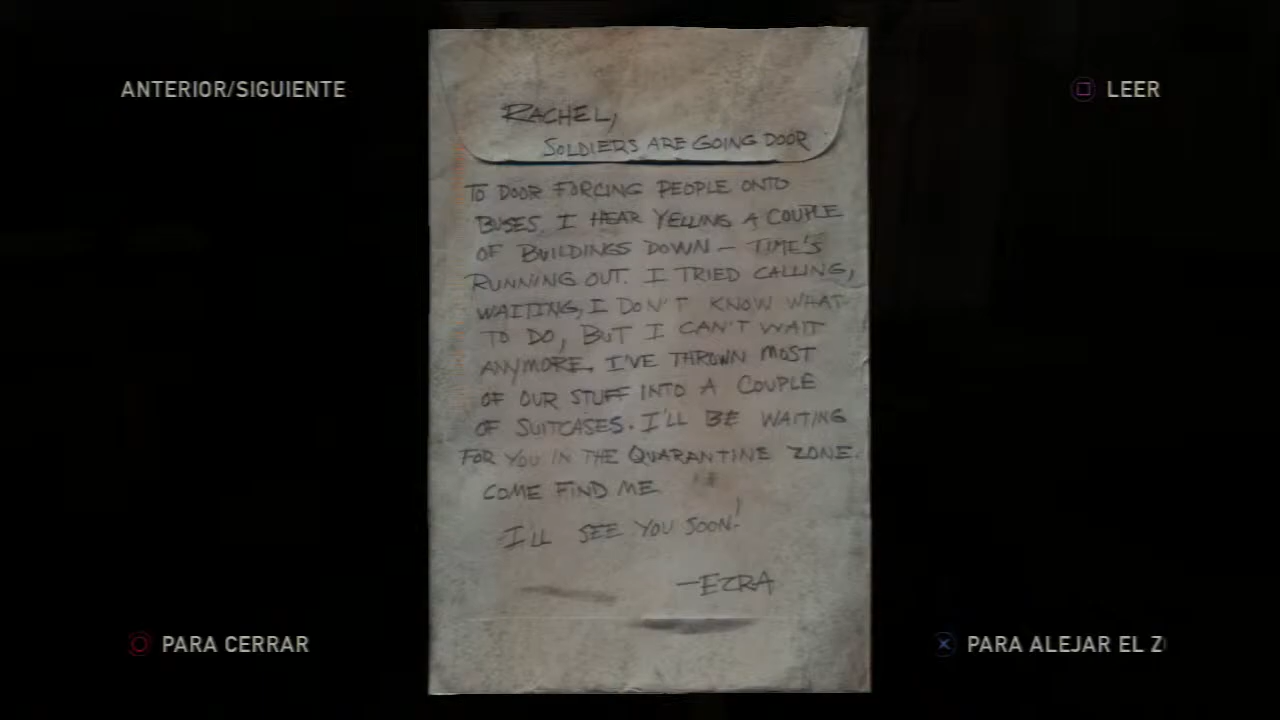 ANTERIOR/SIGUIENTE
LEER
RACHEL,
SOLDIERS ARE GOING DOOR
TO DOOR FORCING PEOPLE ONTO
BUSES. I HEAR YELLING A COUPLE
OF BUILDINGS DOWN – TIME'S
RUNNING OUT. I TRIED CALLING,
WAITING, I DON'T KNOW WHAT
TO DO, BUT I CAN'T WAIT
ANYMORE. I'VE THROWN MOST
OF OUR STUFF INTO A COUPLE
OF SUITCASES. I'LL BE WAITING
FOR YOU IN THE QUARANTINE ZONE.
COME FIND ME
I'LL SEE YOU SOON!
–EZRA
PARA CERRAR
PARA ALEJAR EL Z